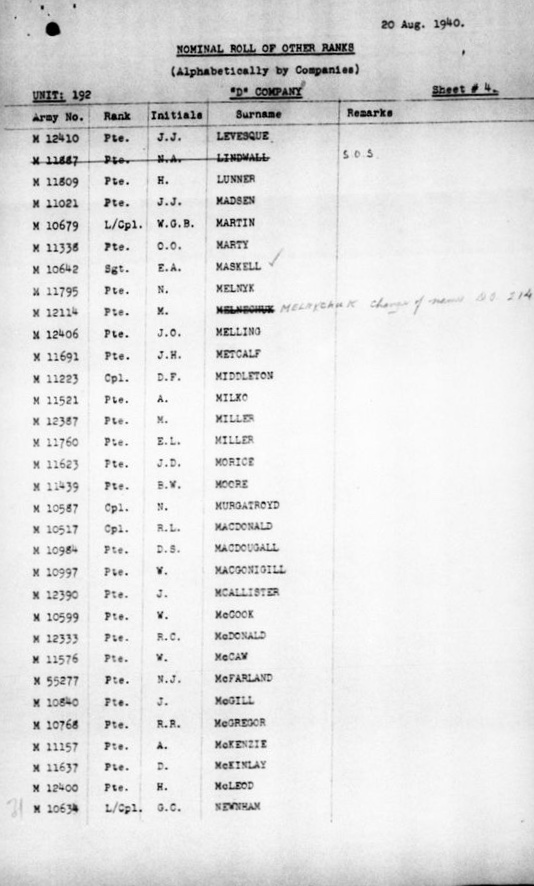 20 Aug. 1940.
NOMINAL ROLL OF OTHER RANKS
(Alphabetically by Companies)
UNIT: 192 "D" COMPANY Sheet # 4.
Army No. Rank Initials Surname Remarks
M 12410 Pte. J.J. LEVESQUE
M 11887 Pte. N.A. LINDWALL S.O.S.
M 11809 Pte. H. LUNNER
M 11021 Pte. J.J. MADSEN
M 10679 L/Cpl. W.G.B. MARTIN
M 11338 Pte. O.O. MARTY
M 10642 Sgt. E.A. MASKELL ✓
M 11795 Pte. N. MELNYK
M 12114 Pte. M. MELNECHUK MELNYCHUK Change of name D.O. 214
M 12406 Pte. J.O. MELLING
M 11691 Pte. J.H. METCALF
M 11223 Cpl. D.F. MIDDLETON
M 11521 Pte. A. MILKO
M 12387 Pte. M. MILLER
M 11760 Pte. E.L. MILLER
M 11623 Pte. J.D. MORICE
M 11439 Pte. B.W. MOORE
M 10587 Cpl. N. MURGATROYD
M 10517 Cpl. R.L. MACDONALD
M 10984 Pte. D.S. MACDOUGALL
M 10997 Pte. W. MACGONIGILL
M 12390 Pte. J. MCALLISTER
M 10599 Pte. W. McCOOK
M 12333 Pte. R.C. McDONALD
M 11576 Pte. W. McCAW
M 55277 Pte. N.J. McFARLAND
M 10840 Pte. J. McGILL
M 10768 Pte. R.R. McGREGOR
M 11157 Pte. A. McKENZIE
M 11637 Pte. D. McKINLAY
M 12400 Pte. H. McLEOD
31 M 10634 L/Cpl. G.C. NEWNHAM